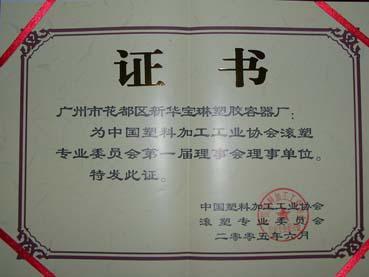 证书
广州市花都区新华宝琳塑胶容器厂：
为中国塑料加工工业协会滚塑
专业委员会第一届理事会理事单位。
特发此证。
中国塑料加工工业协会
滚塑专业委员会
二零零五年六月